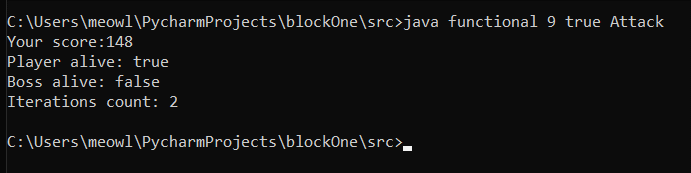 C:\Users\meowl\PycharmProjects\blockOne\src>java functional 9 true Attack
Your score:148
Player alive: true
Boss alive: false
Iterations count: 2
C:\Users\meowl\PycharmProjects\blockOne\src>